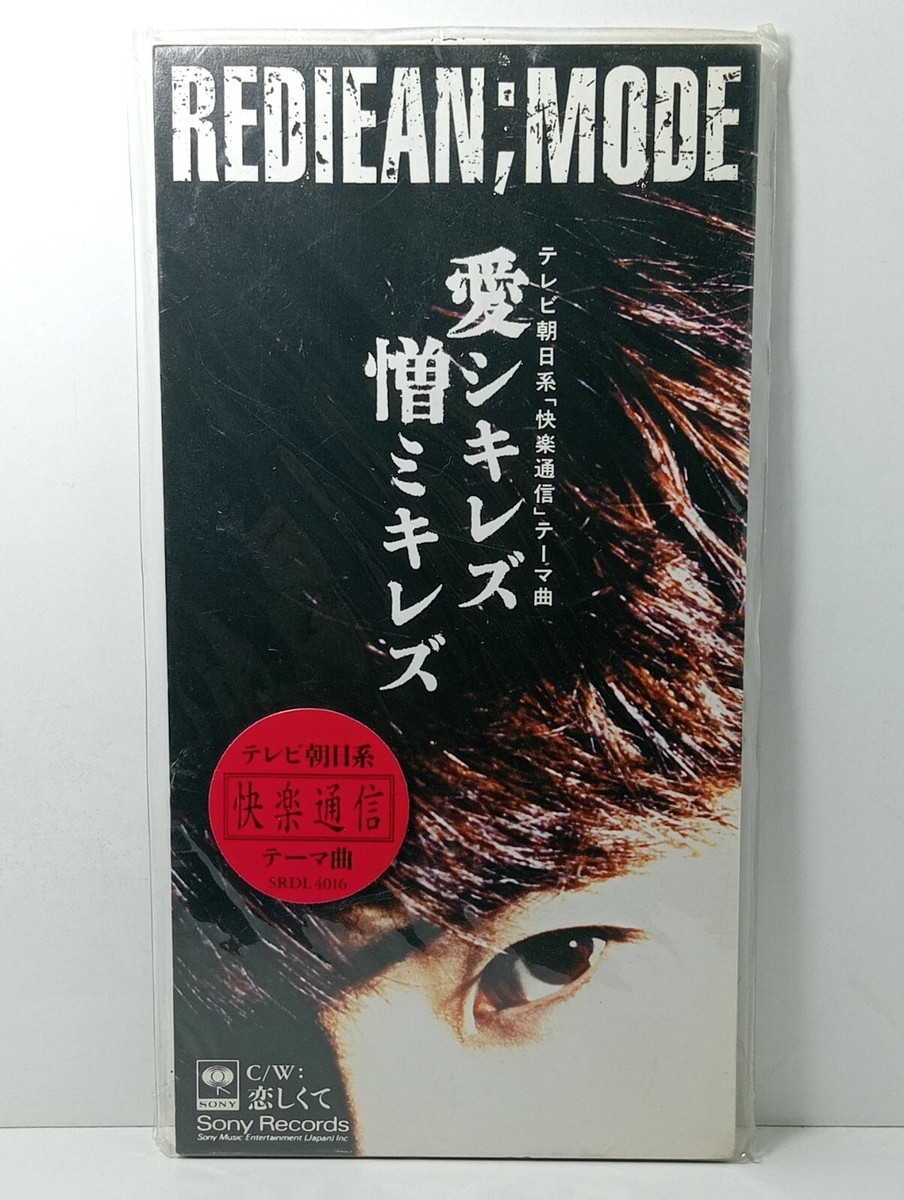 REDIEAN;MODE
テレビ朝日系「快楽通信」テーマ曲
愛シキレズ
憎ミキレズ
テレビ朝日系
快楽通信
テーマ曲
SRDL 4016
SONY
C/W:
恋しくて
Sony Records
Sony Music Entertainment (Japan) Inc